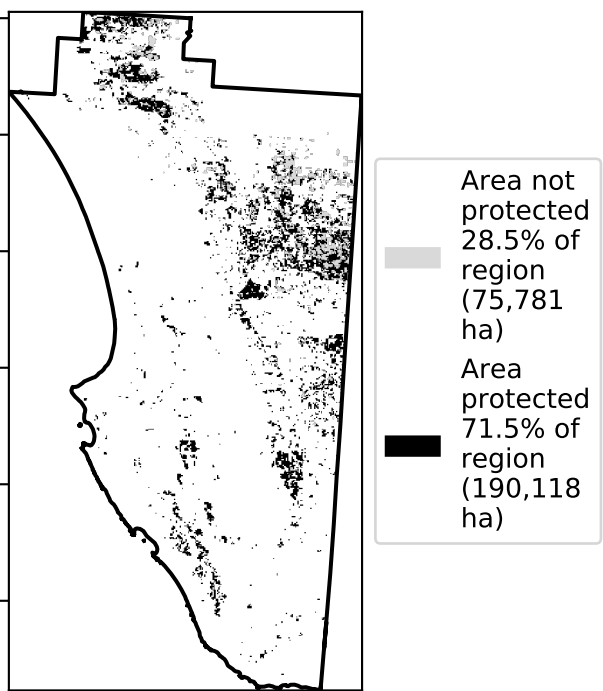 Area not
protected
28.5% of
region
(75,781
ha)
Area
protected
71.5% of
region
(190,118
ha)